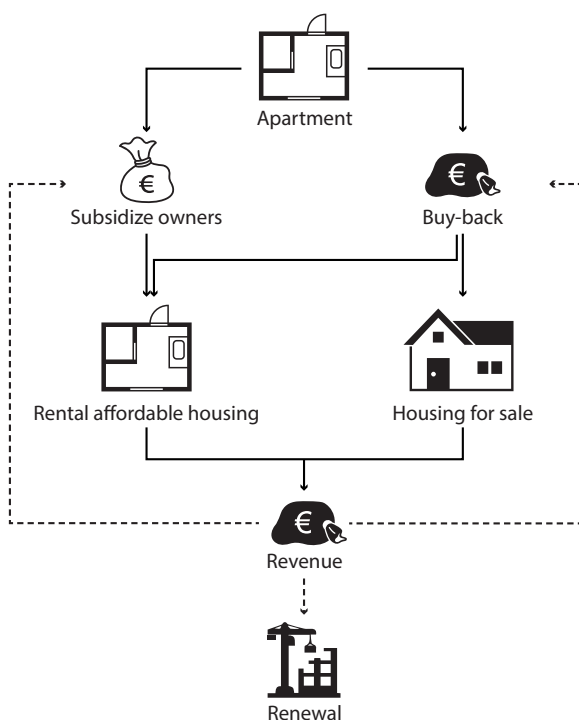 Apartment
€
Subsidize owners
€
Buy-back
Rental affordable housing
Housing for sale
€
Revenue
Renewal